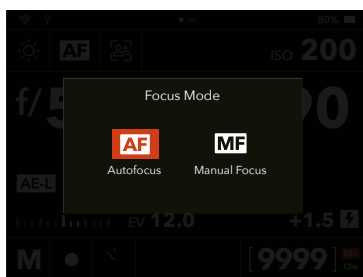 80%
AF
ISO 200
Focus Mode
f/5
90
AF MF
Autofocus Manual Focus
AE-L
EV 12.0 +1.5
M [9999]